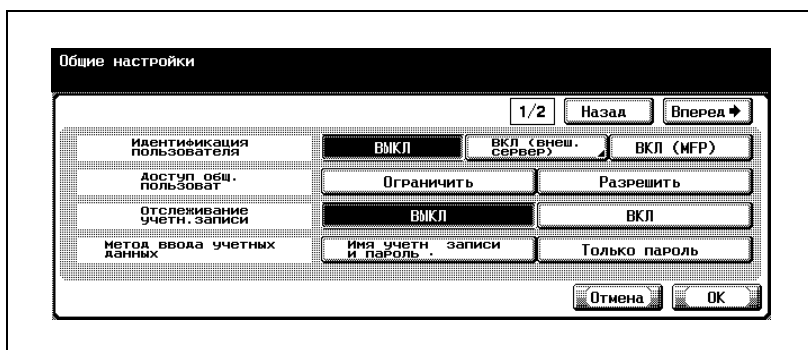 Общие настройки
1/2 Назад Вперед
Идентификация
пользователя
ВЫКЛ
ВКЛ (внеш.
сервер)
ВКЛ (MFP)
Доступ общ.
пользоват
Ограничить
Разрешить
Отслеживание
учетн.записи
ВЫКЛ
ВКЛ
Метод ввода учетных
данных
Имя учетн записи
и пароль .
Только пароль
Отмена OK